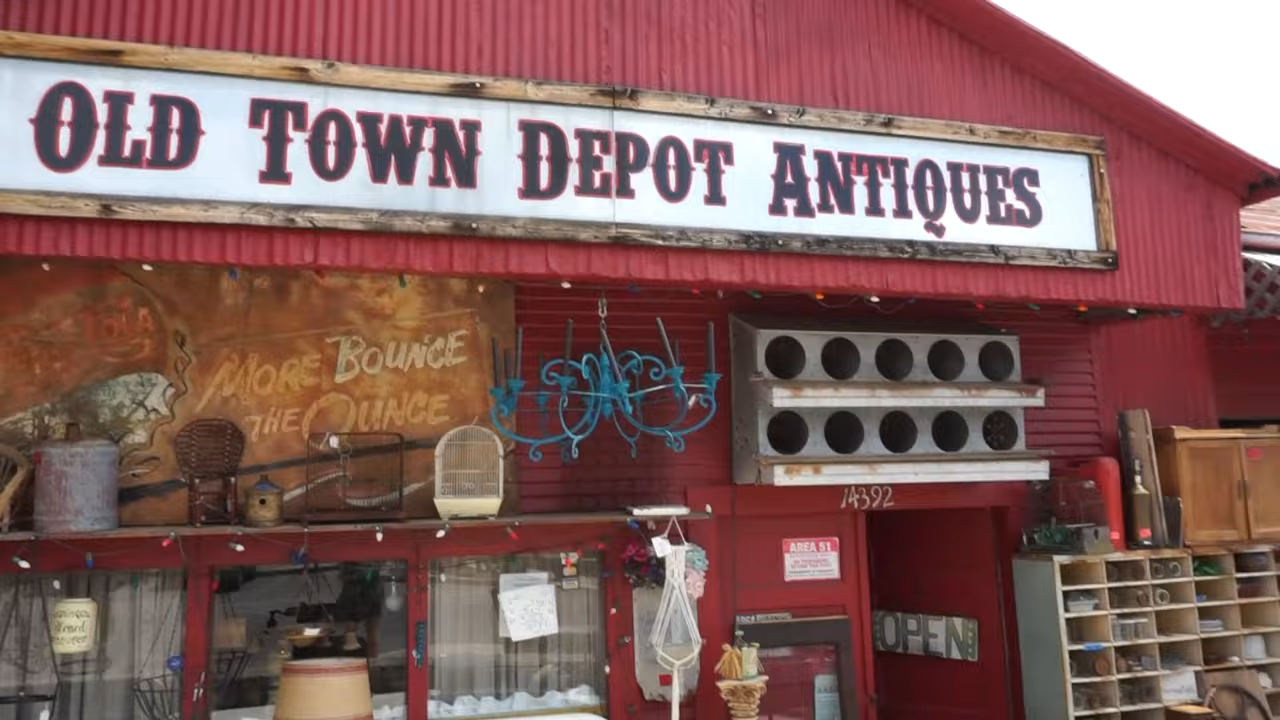 OLD TOWN DEPOT ANTIQUES
MORE BOUNCE
THE OUNCE
14392
AREA 51
OPEN